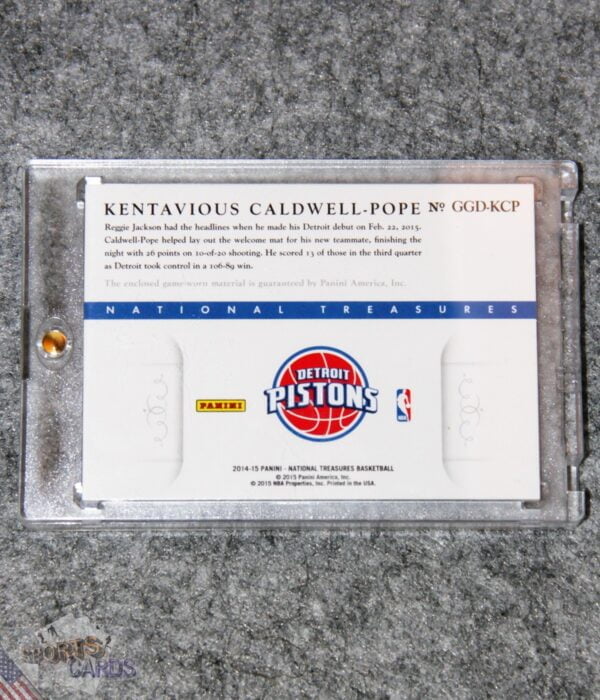 KENTAVIOUS CALDWELL-POPE Nº GGD-KCP
Reggie Jackson had the headlines when he made his Detroit debut on Feb. 22, 2015.
Caldwell-Pope helped lay out the welcome mat for his new teammate, finishing the
night with 26 points on 10-of-20 shooting. He scored 13 of those in the third quarter
as Detroit took control in a 106-89 win.
The enclosed game-worn material is guaranteed by Panini America, Inc.
NATIONAL TREASURES
DETROIT
PISTONS
PANINI
2014-15 PANINI - NATIONAL TREASURES BASKETBALL
© 2015 Panini America, Inc.
© 2015 NBA Properties, Inc. Printed in the USA.
SPORTS
CARDS